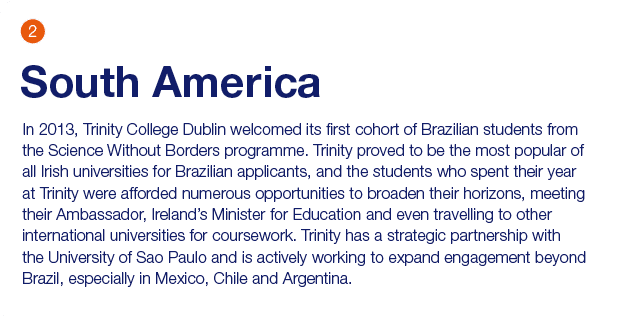 2
South America
In 2013, Trinity College Dublin welcomed its first cohort of Brazilian students from
the Science Without Borders programme. Trinity proved to be the most popular of
all Irish universities for Brazilian applicants, and the students who spent their year
at Trinity were afforded numerous opportunities to broaden their horizons, meeting
their Ambassador, Ireland’s Minister for Education and even travelling to other
international universities for coursework. Trinity has a strategic partnership with
the University of Sao Paulo and is actively working to expand engagement beyond
Brazil, especially in Mexico, Chile and Argentina.